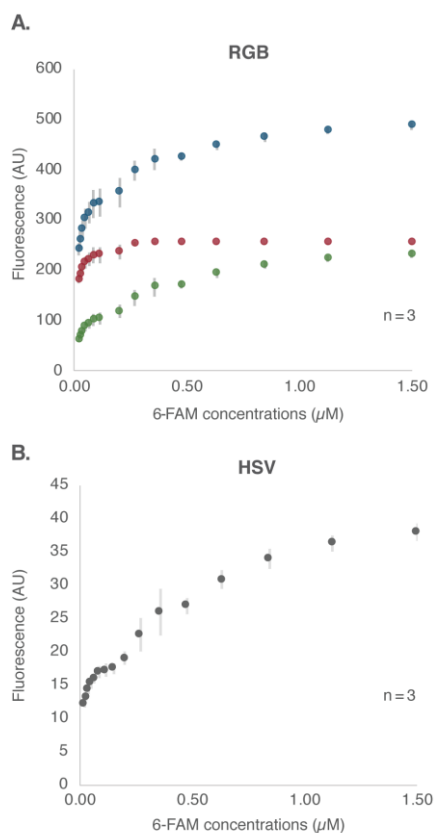 A.
RGB
600
500
400
300
200
100
0
Fluorescence (AU)
n = 3
0.00 0.50 1.00 1.50
6-FAM concentrations (µM)
B.
HSV
45
40
35
30
25
20
15
10
5
0
Fluorescence (AU)
n = 3
0.00 0.50 1.00 1.50
6-FAM concentrations (µM)